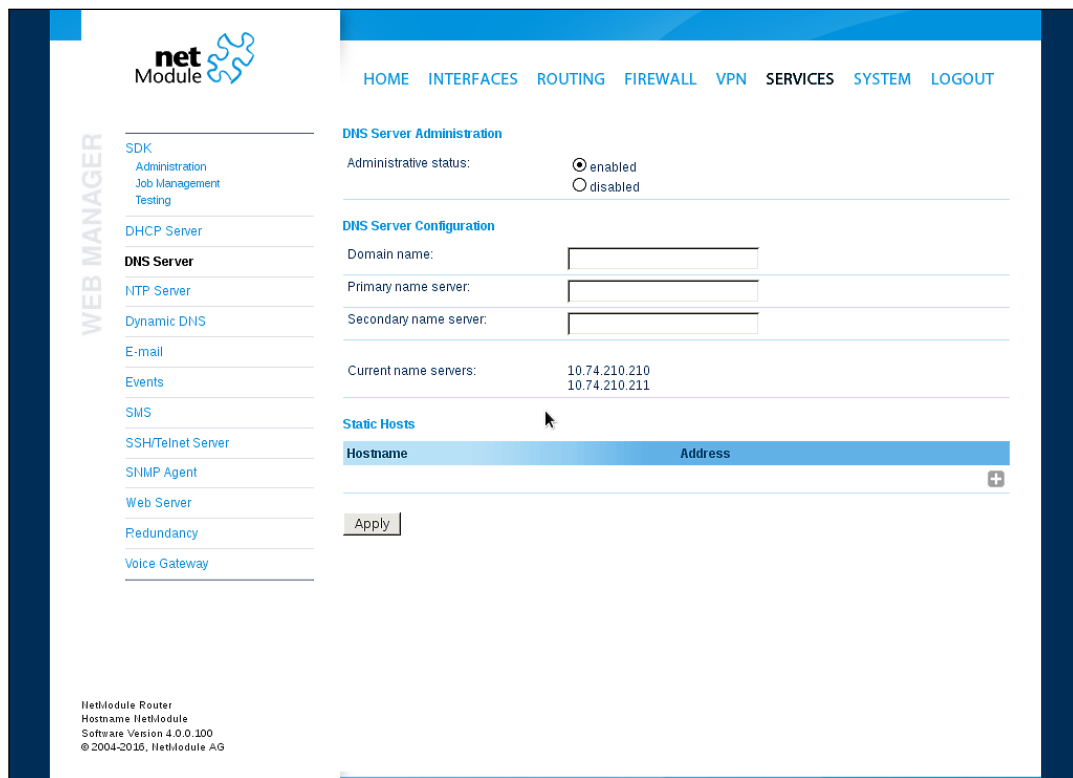 net
Module
HOME INTERFACES ROUTING FIREWALL VPN SERVICES SYSTEM LOGOUT
WEB MANAGER
SDK
Administration
Job Management
Testing
DHCP Server
DNS Server
NTP Server
Dynamic DNS
E-mail
Events
SMS
SSH/Telnet Server
SNMP Agent
Web Server
Redundancy
Voice Gateway
DNS Server Administration
Administrative status:
enabled
disabled
DNS Server Configuration
Domain name:
Primary name server:
Secondary name server:
Current name servers: 10.74.210.210
10.74.210.211
Static Hosts
Hostname Address
Apply
NetModule Router
Hostname NetModule
Software Version 4.0.0.100
© 2004-2016, NetModule AG